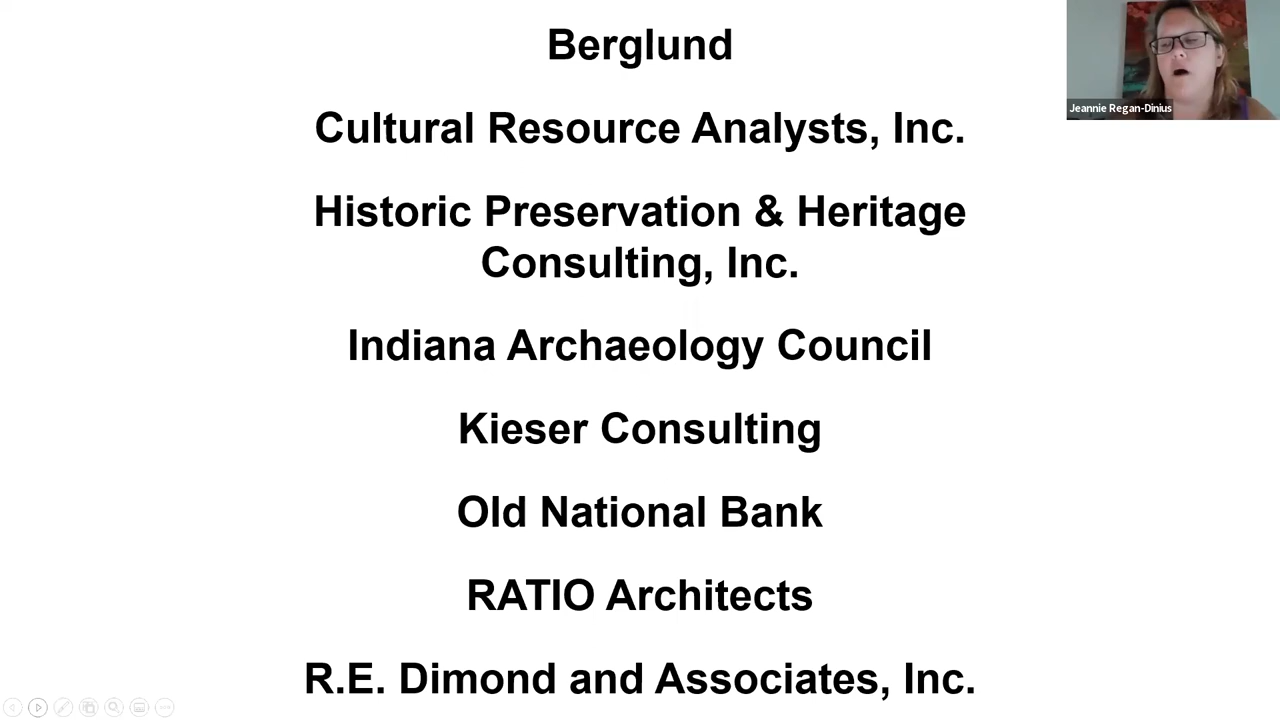 Berglund
Jeannie Regan-Dinius
Cultural Resource Analysts, Inc.
Historic Preservation & Heritage
Consulting, Inc.
Indiana Archaeology Council
Kieser Consulting
Old National Bank
RATIO Architects
R.E. Dimond and Associates, Inc.